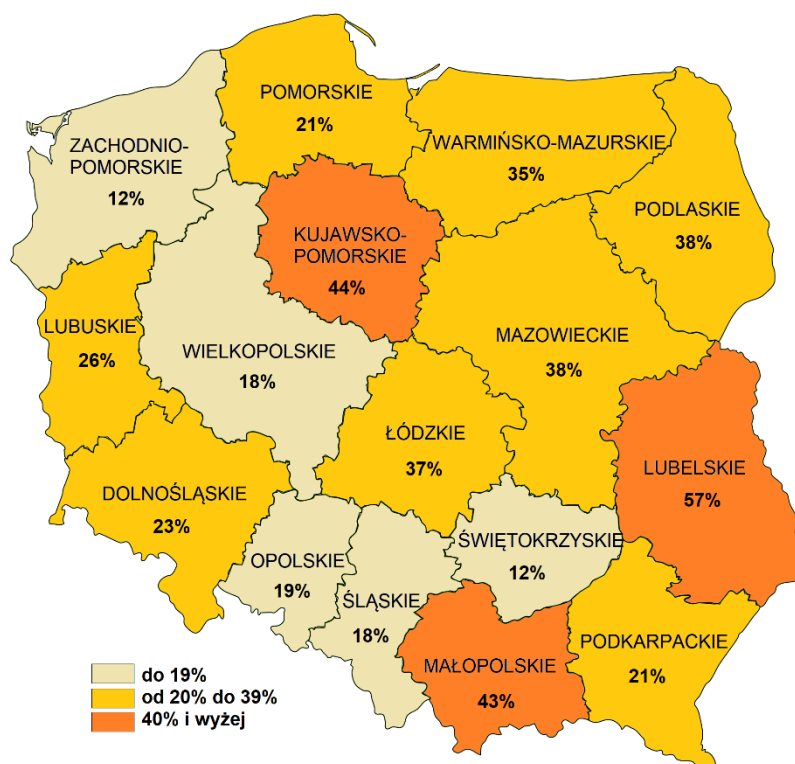 POMORSKIE
21%
ZACHODNIO-
POMORSKIE
12%
WARMIŃSKO-MAZURSKIE
35%
PODLASKIE
38%
KUJAWSKO-
POMORSKIE
44%
LUBUSKIE
26%
WIELKOPOLSKIE
18%
MAZOWIECKIE
38%
ŁÓDZKIE
37%
LUBELSKIE
57%
DOLNOŚLĄSKIE
23%
OPOLSKIE
19%
ŚLĄSKIE
18%
ŚWIĘTOKRZYSKIE
12%
MAŁOPOLSKIE
43%
PODKARPACKIE
21%
do 19%
od 20% do 39%
40% i wyżej